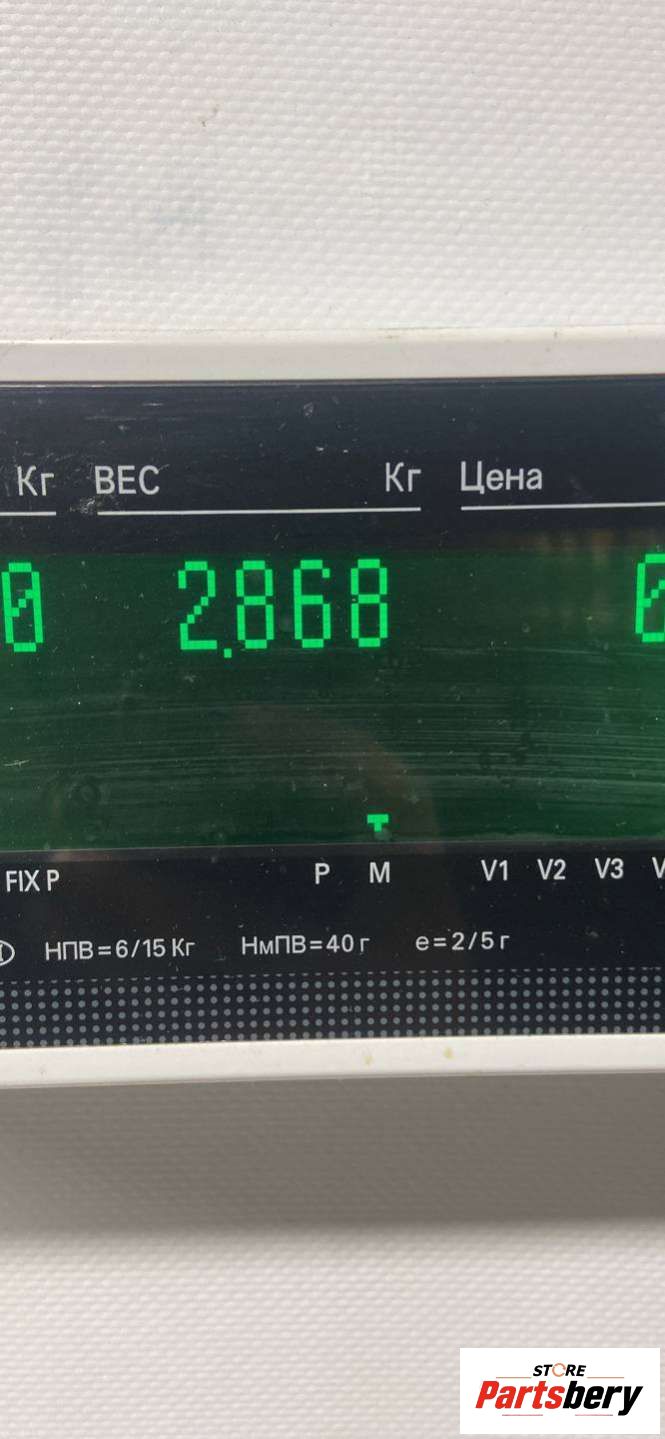 Кг ВЕС Кг Цена
0 2.868 0
FIX P P M V1 V2 V3 V
НПВ=6/15 Кг НмПВ=40 г e=2/5 г
STORE
Partsbery